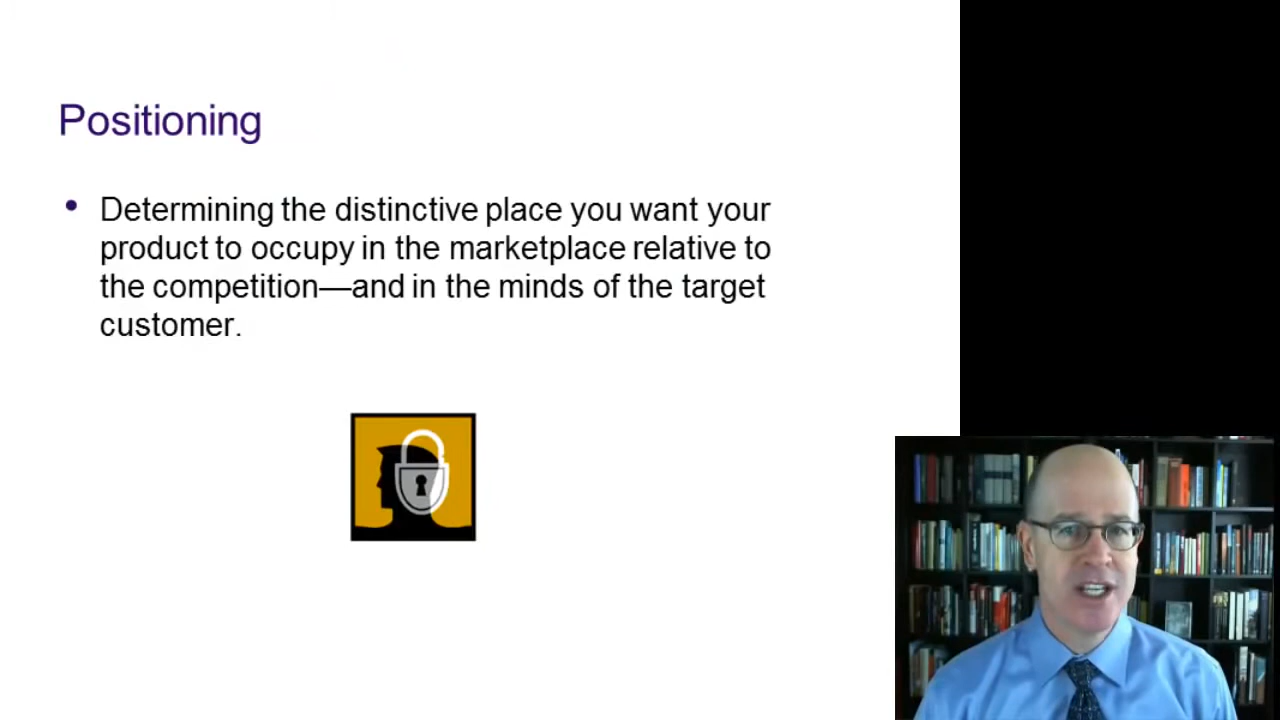 Positioning
• Determining the distinctive place you want your
product to occupy in the marketplace relative to
the competition—and in the minds of the target
customer.